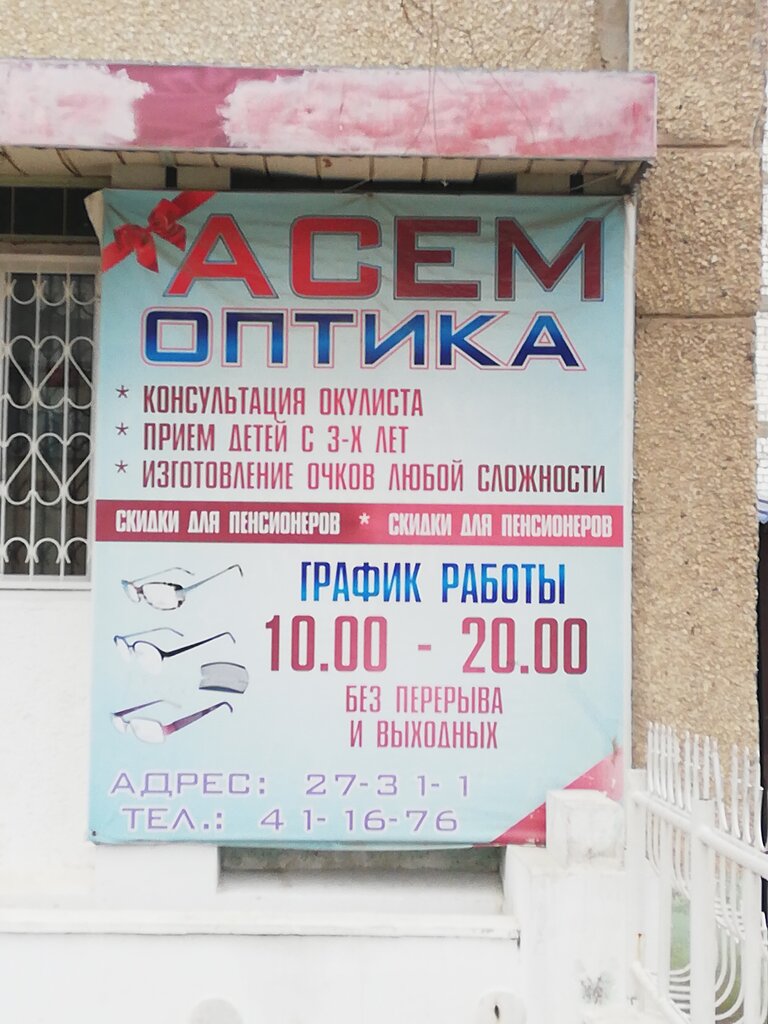 АСЕМ
ОПТИКА
* КОНСУЛЬТАЦИЯ ОКУЛИСТА
* ПРИЕМ ДЕТЕЙ С 3-Х ЛЕТ
* ИЗГОТОВЛЕНИЕ ОЧКОВ ЛЮБОЙ СЛОЖНОСТИ
СКИДКИ ДЛЯ ПЕНСИОНЕРОВ * СКИДКИ ДЛЯ ПЕНСИОНЕРОВ
ГРАФИК РАБОТЫ
10.00 - 20.00
БЕЗ ПЕРЕРЫВА
И ВЫХОДНЫХ
АДРЕС: 27-31-1
ТЕЛ.: 41-16-76